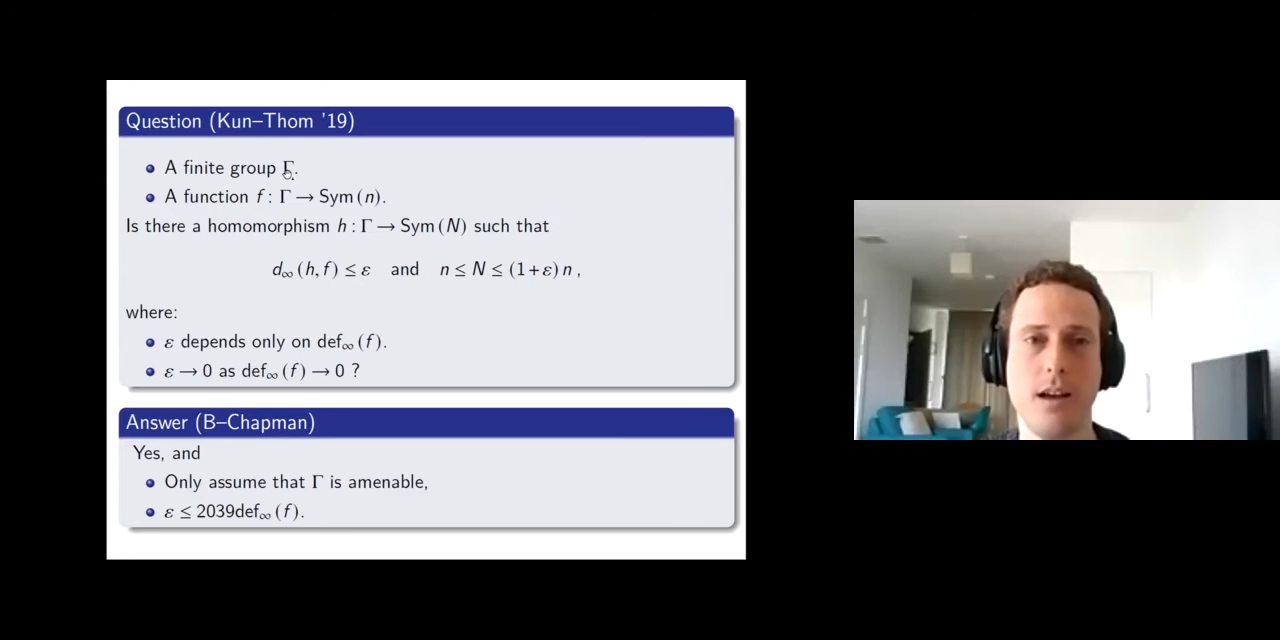 Question (Kun–Thom '19)
A finite group Γ.
A function f : Γ → Sym (n).
Is there a homomorphism h : Γ → Sym (N) such that
d∞ (h, f) ≤ ε and n ≤ N ≤ (1+ε) n ,
where:
ε depends only on def∞ (f).
ε → 0 as def∞ (f) → 0 ?
Answer (B–Chapman)
Yes, and
Only assume that Γ is amenable,
ε ≤ 2039def∞ (f).